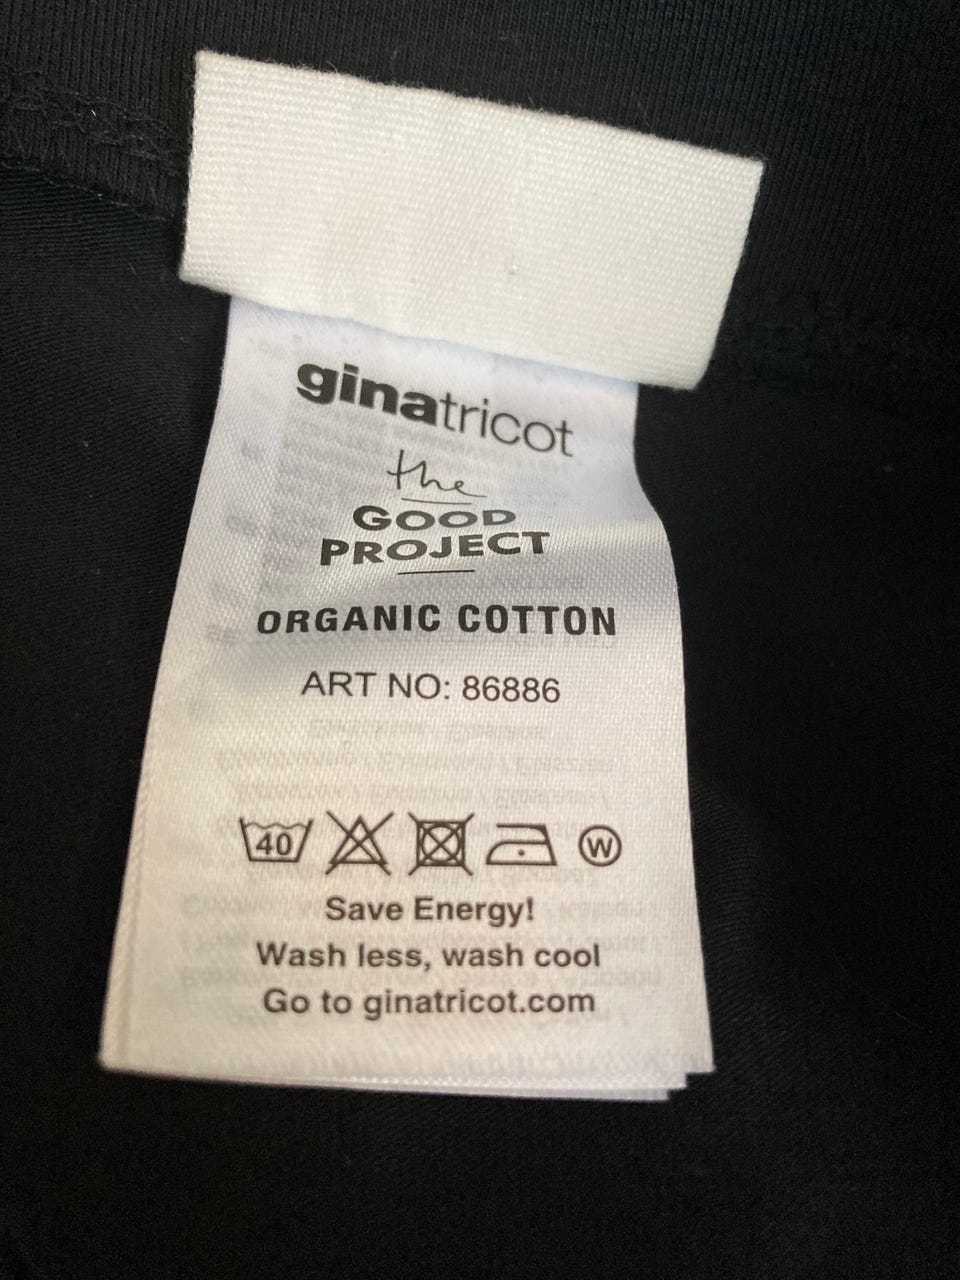 ginatricot
the
GOOD
PROJECT
ORGANIC COTTON
ART NO: 86886
40 W
Save Energy!
Wash less, wash cool
Go to ginatricot.com